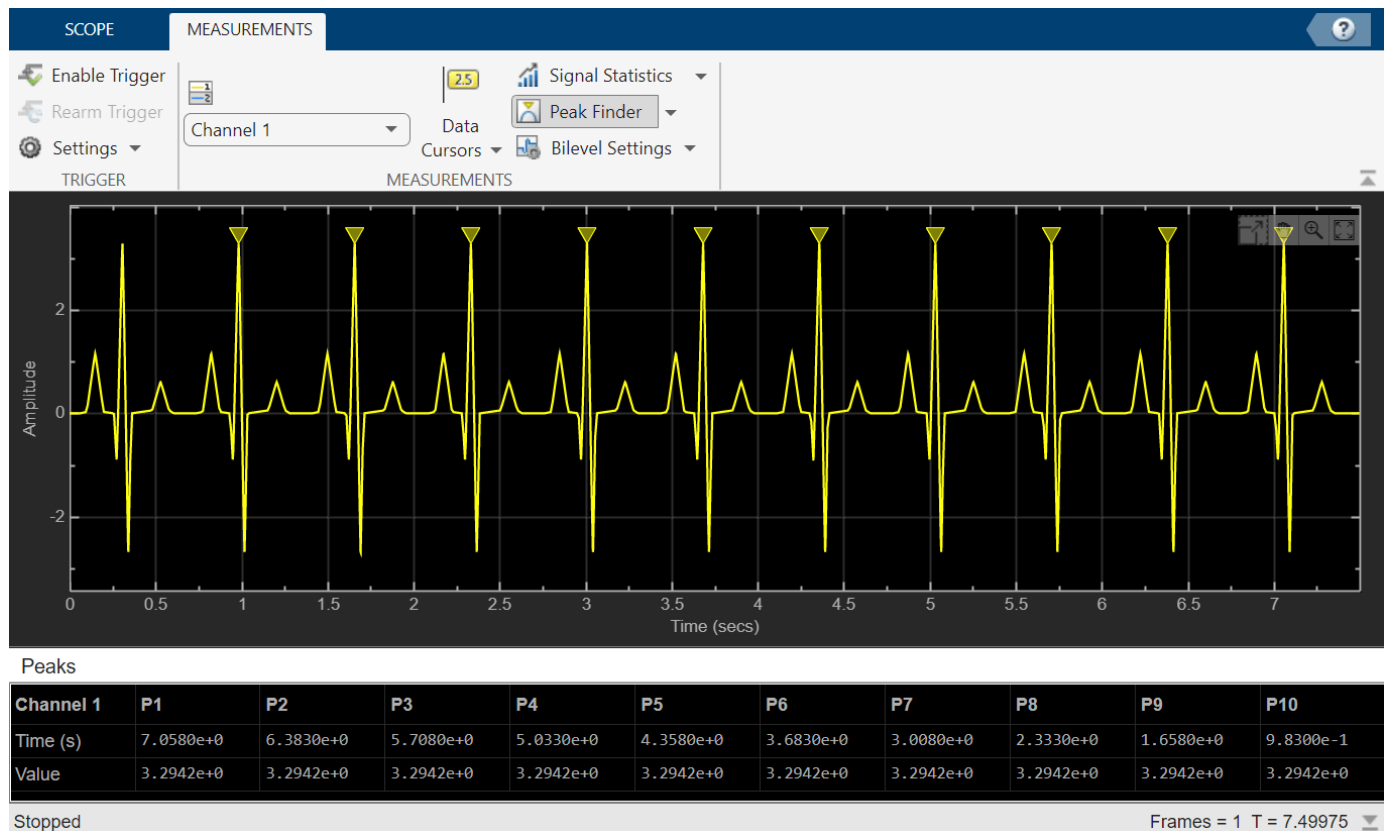 SCOPE MEASUREMENTS
?
Enable Trigger
Rearm Trigger
Settings
TRIGGER
1
2
Channel 1
2.5
Data
Cursors
Signal Statistics
Peak Finder
Bilevel Settings
MEASUREMENTS
Amplitude
2
0
-2
0 0.5 1 1.5 2 2.5 3 3.5 4 4.5 5 5.5 6 6.5 7
Time (secs)
Peaks
Channel 1 P1 P2 P3 P4 P5 P6 P7 P8 P9 P10
Time (s) 7.0580e+0 6.3830e+0 5.7080e+0 5.0330e+0 4.3580e+0 3.6830e+0 3.0080e+0 2.3330e+0 1.6580e+0 9.8300e-1
Value 3.2942e+0 3.2942e+0 3.2942e+0 3.2942e+0 3.2942e+0 3.2942e+0 3.2942e+0 3.2942e+0 3.2942e+0 3.2942e+0
Stopped Frames = 1 T = 7.49975